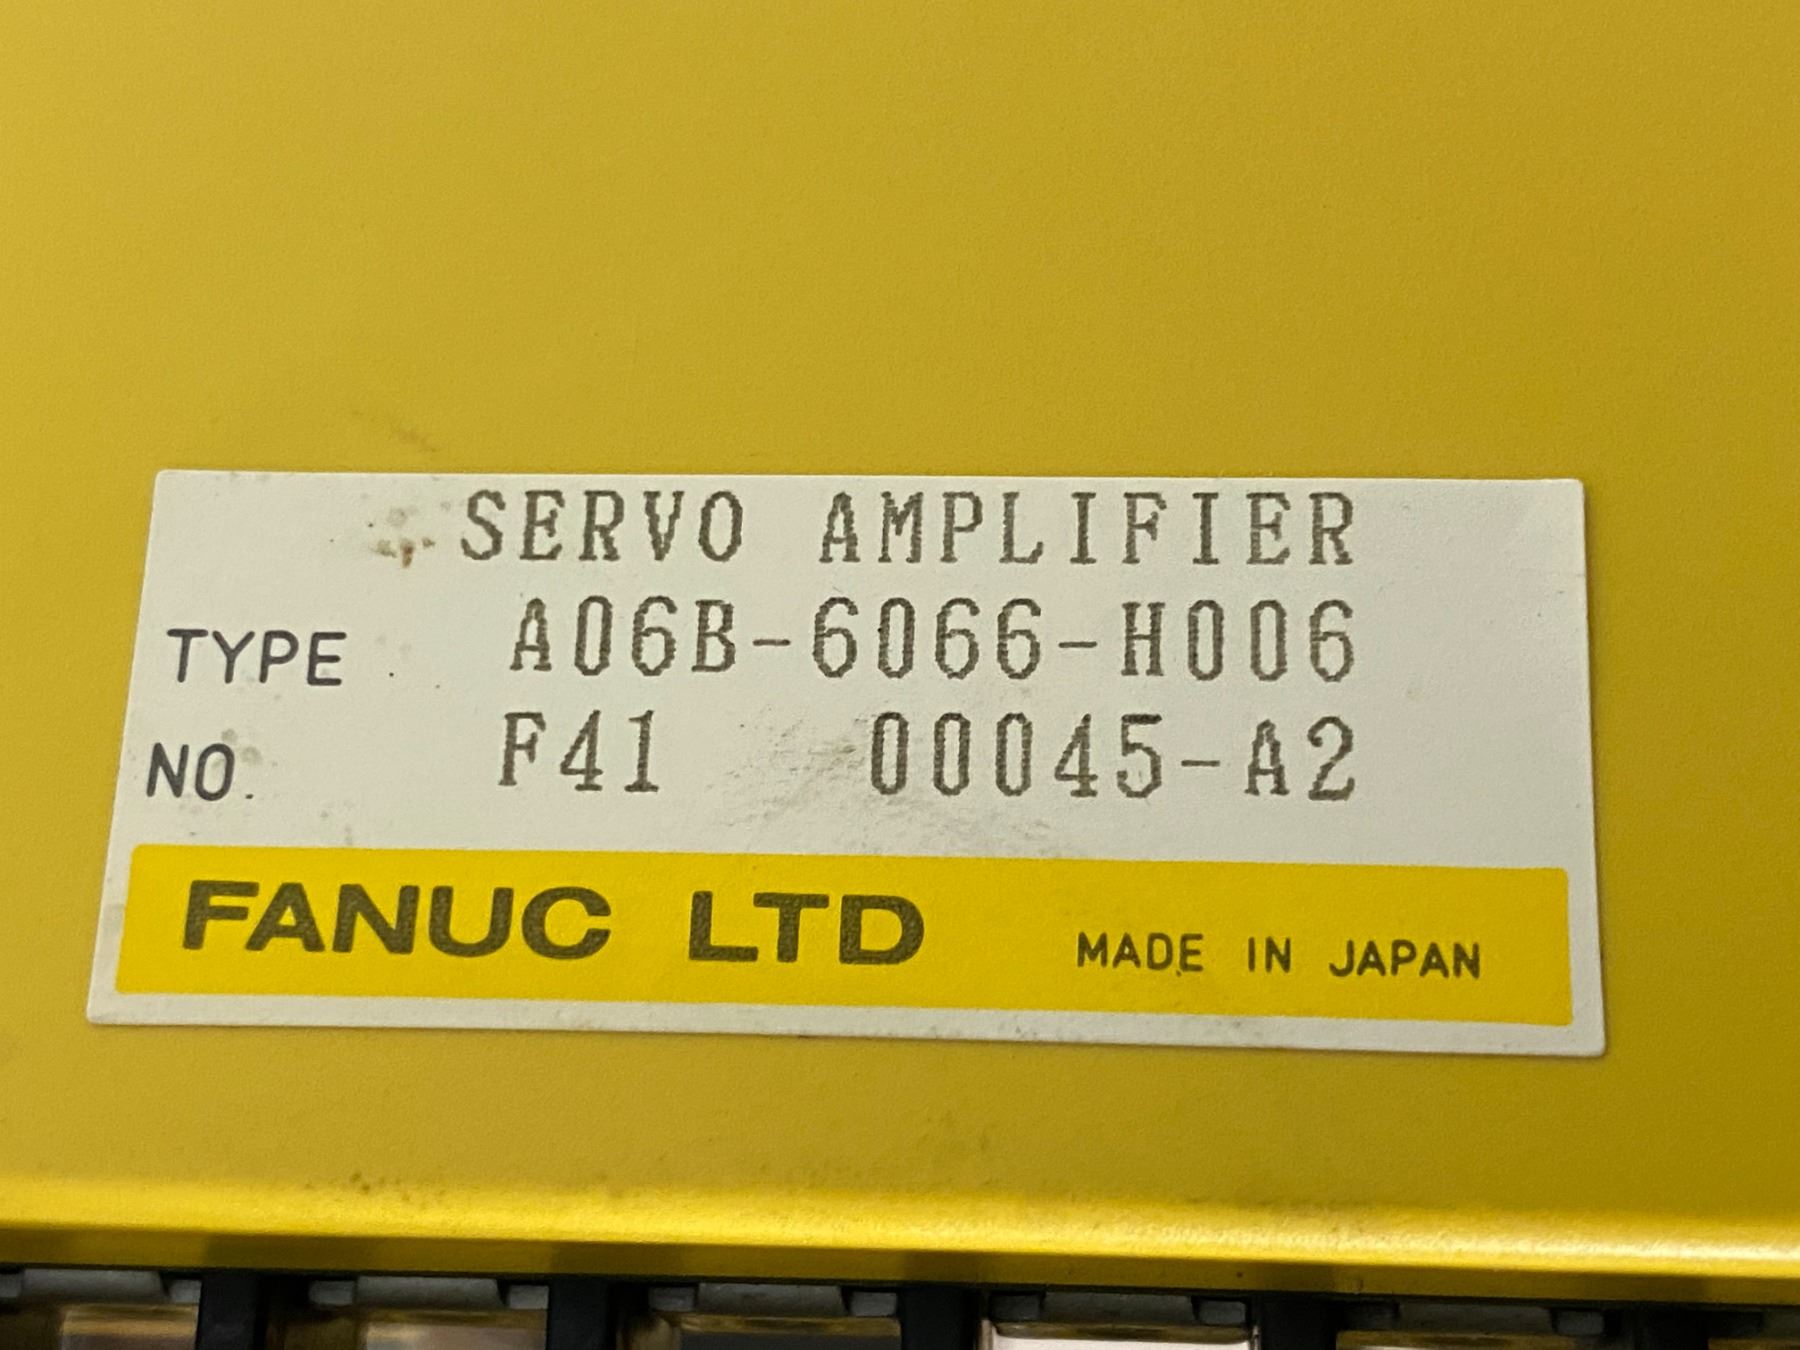 SERVO AMPLIFIER
TYPE A06B-6066-H006
NO. F41 00045-A2
FANUC LTD MADE IN JAPAN